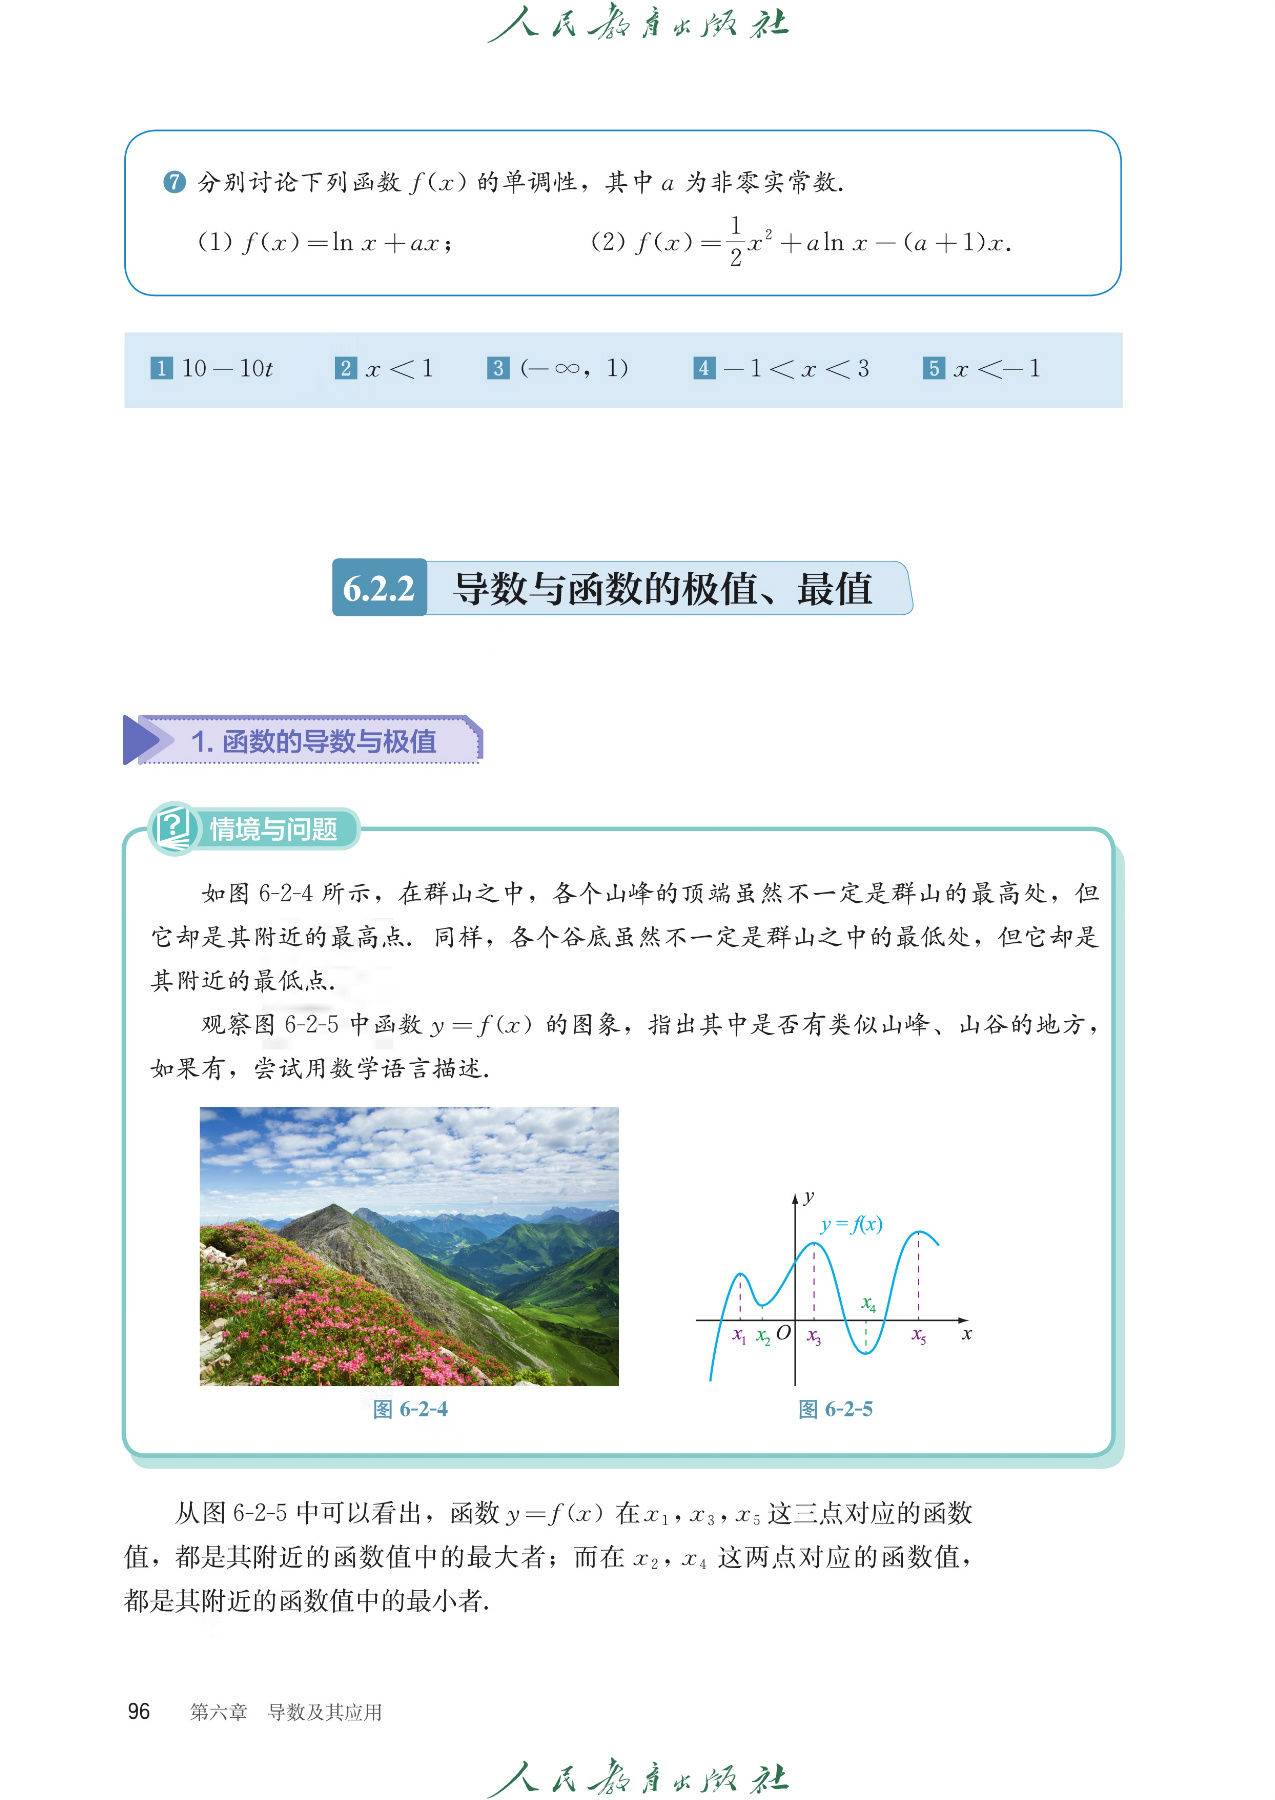 人民教育出版社
7 分别讨论下列函数 f(x) 的单调性，其中 a 为非零实常数.
(1) f(x)=ln x+ax；  (2) f(x)=\frac{1}{2}x²+aln x-(a+1)x.
1 10-10t  2 x<1  3 (-∞，1)  4 -1<x<3  5 x<-1
6.2.2 导数与函数的极值、最值
1. 函数的导数与极值
? 情境与问题
如图 6-2-4 所示，在群山之中，各个山峰的顶端虽然不一定是群山的最高处，但
它却是其附近的最高点. 同样，各个谷底虽然不一定是群山之中的最低处，但它却是
其附近的最低点.
观察图 6-2-5 中函数 y=f(x) 的图象，指出其中是否有类似山峰、山谷的地方，
如果有，尝试用数学语言描述.
y
y=f(x)
x₄
x₁ x₂ O x₃ x₅ x
图 6-2-4 图 6-2-5
从图 6-2-5 中可以看出，函数 y=f(x) 在 x₁，x₃，x₅ 这三点对应的函数
值，都是其附近的函数值中的最大者；而在 x₂，x₄ 这两点对应的函数值，
都是其附近的函数值中的最小者.
96 第六章 导数及其应用
人民教育出版社